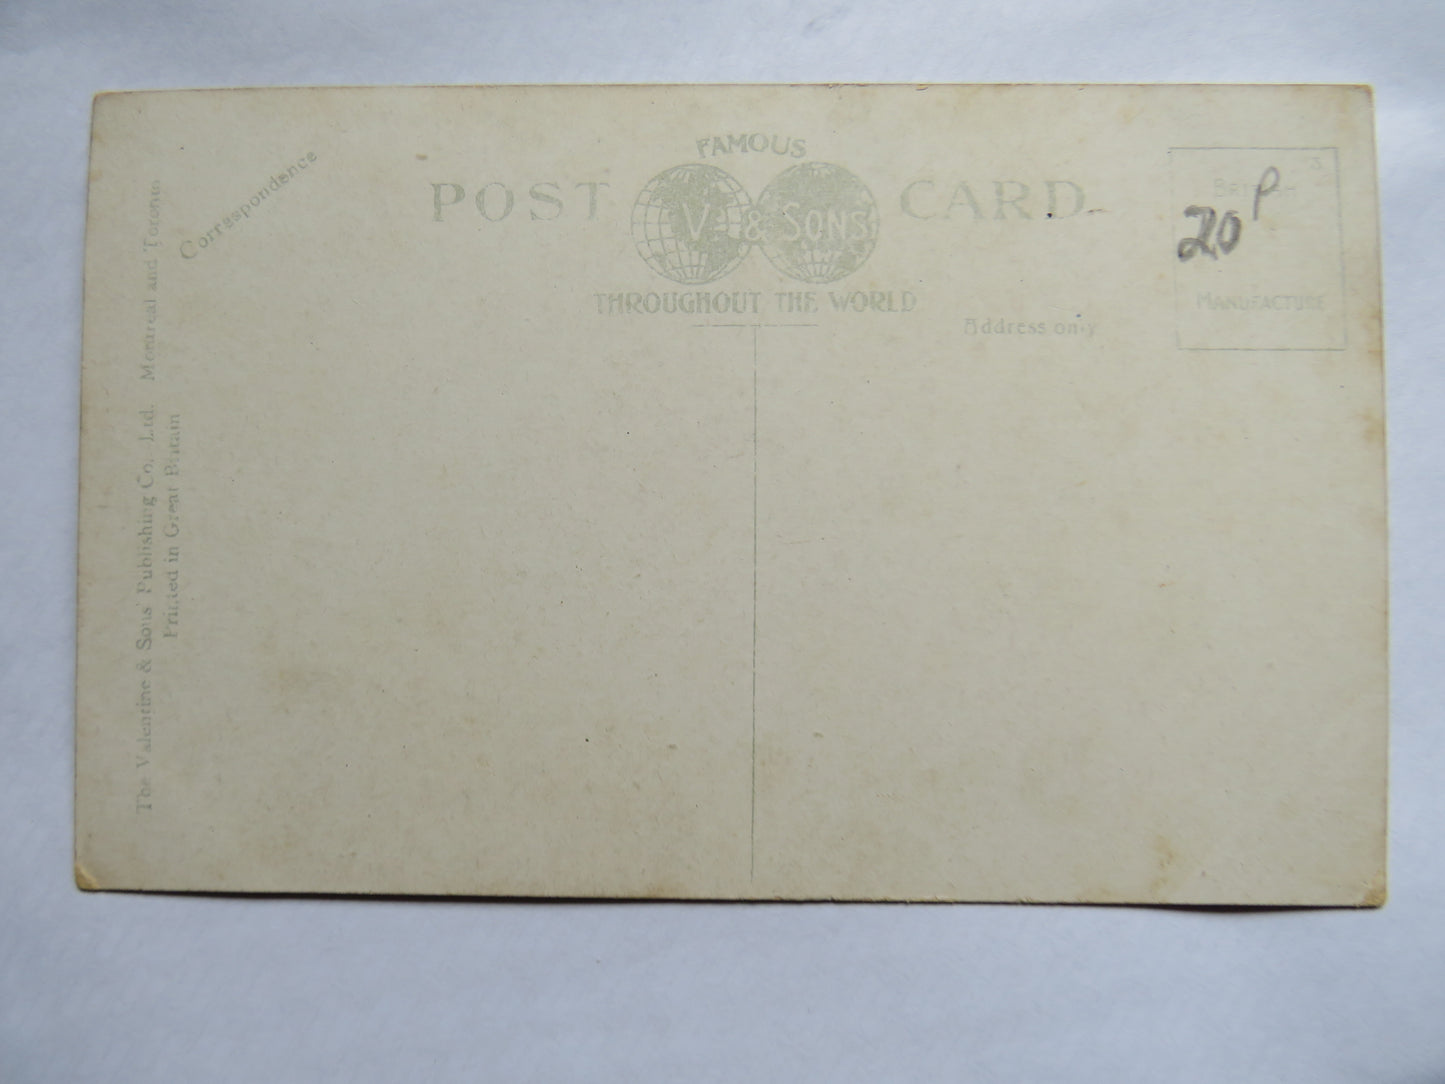 FAMOUS
POST CARD
V. & SONS
THROUGHOUT THE WORLD
Correspondence
Address only
3
BRITISH
20P
MANUFACTURE
The Valentine & Sons' Publishing Co., Ltd. Montreal and Toronto
Printed in Great Britain